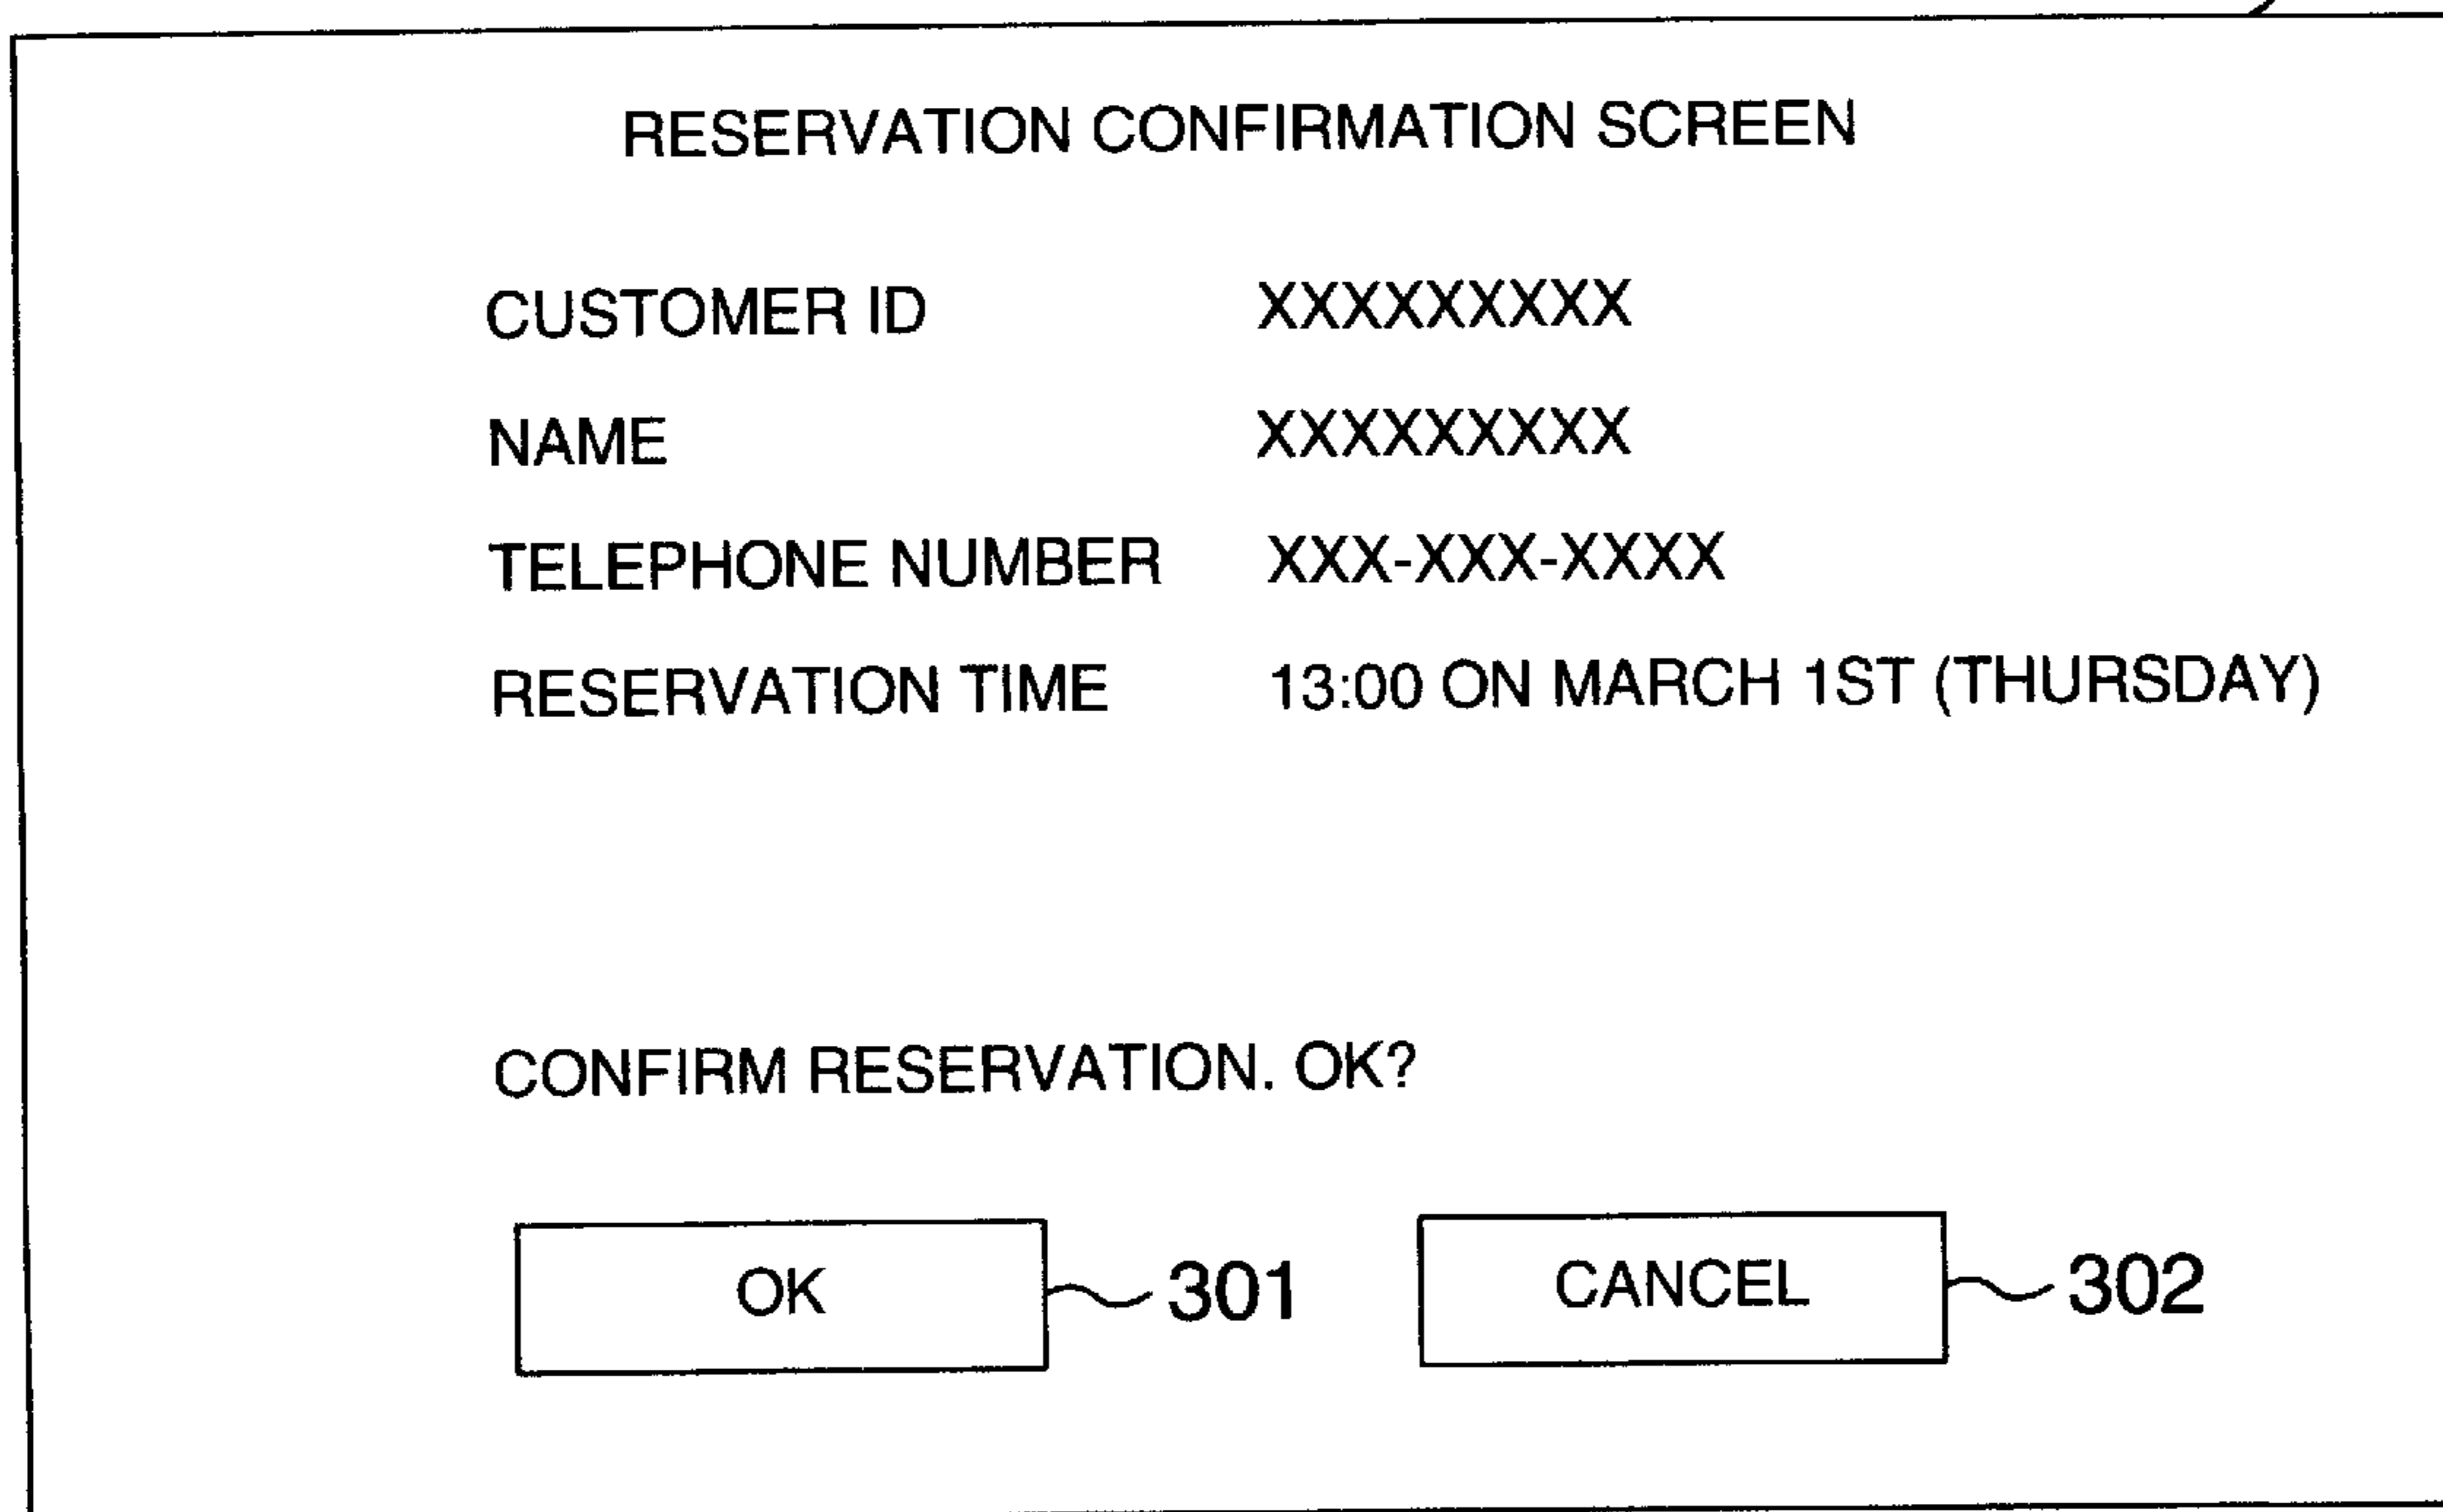 RESERVATION CONFIRMATION SCREEN
CUSTOMER ID XXXXXXXXX
NAME XXXXXXXXX
TELEPHONE NUMBER XXX-XXX-XXXX
RESERVATION TIME 13:00 ON MARCH 1ST (THURSDAY)
CONFIRM RESERVATION. OK?
OK 301 CANCEL 302